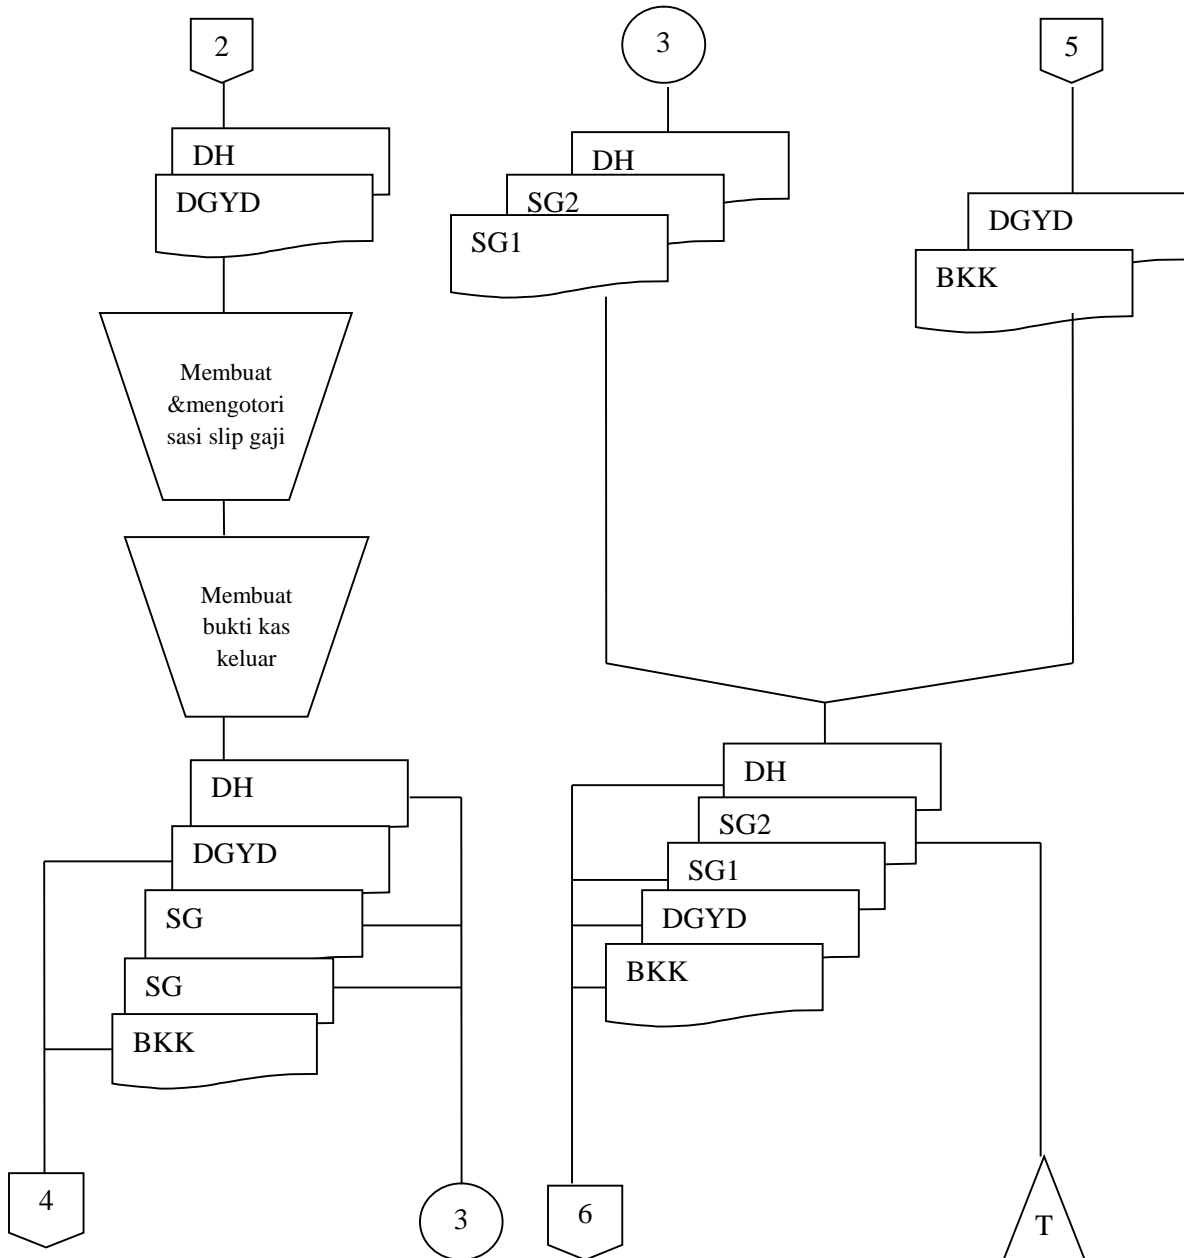 2
DH
DGYD
Membuat
&mengotori
sasi slip gaji
Membuat
bukti kas
keluar
DH
DGYD
SG
SG
BKK
4
3
3
DH
SG2
SG1
5
DGYD
BKK
DH
SG2
SG1
DGYD
BKK
6
T